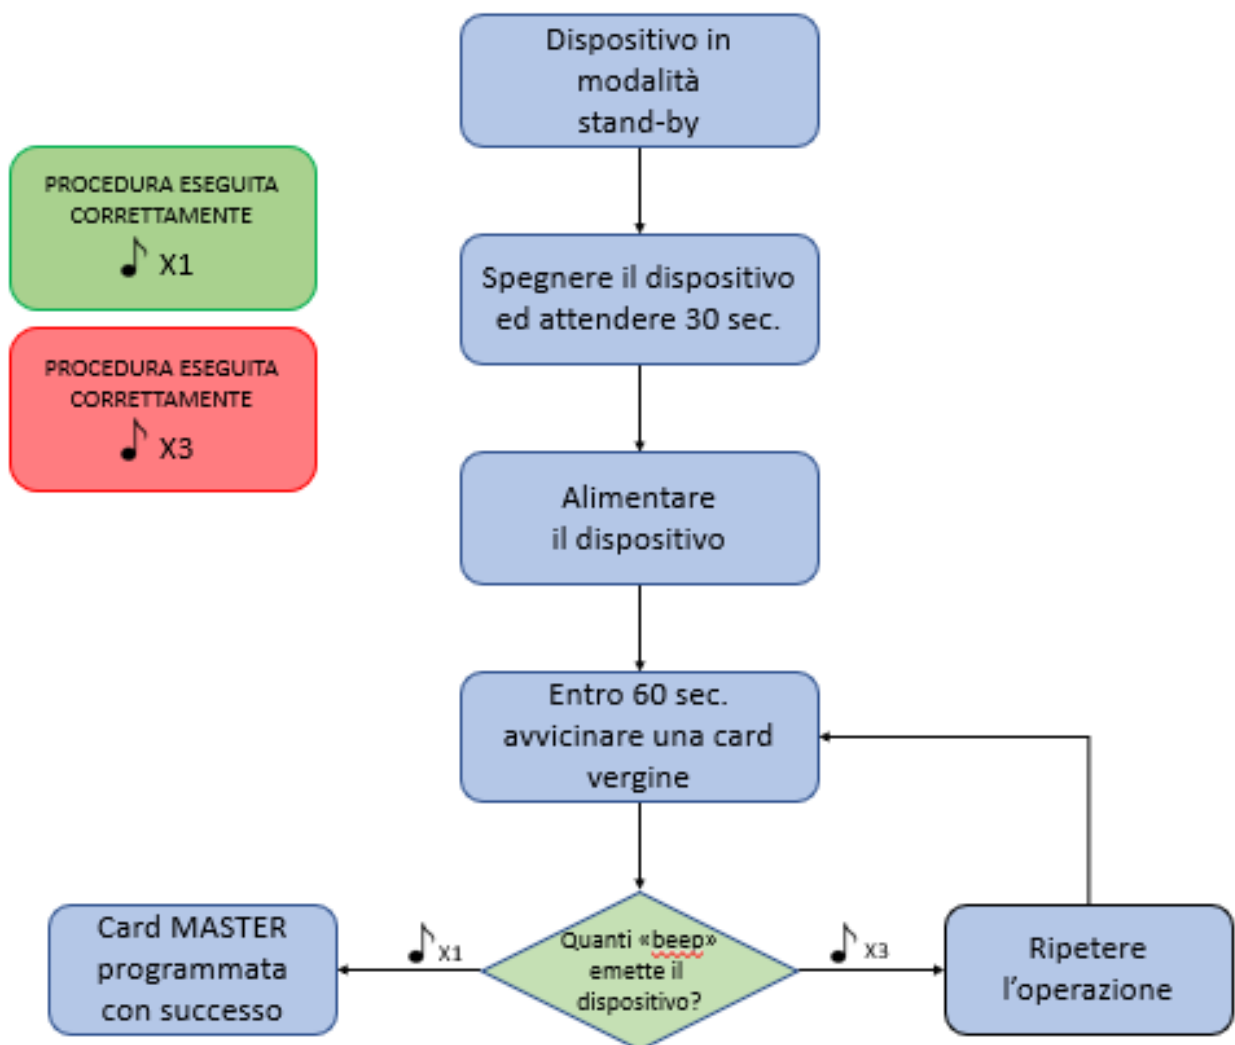 Dispositivo in
modalità
stand-by
PROCEDURA ESEGUITA
CORRETTAMENTE
♪ X1
PROCEDURA ESEGUITA
CORRETTAMENTE
♪ X3
Spegnere il dispositivo
ed attendere 30 sec.
Alimentare
il dispositivo
Entro 60 sec.
avvicinare una card
vergine
Quanti «beep»
emette il
dispositivo?
♪ X1
♪ X3
Card MASTER
programmata
con successo
Ripetere
l’operazione